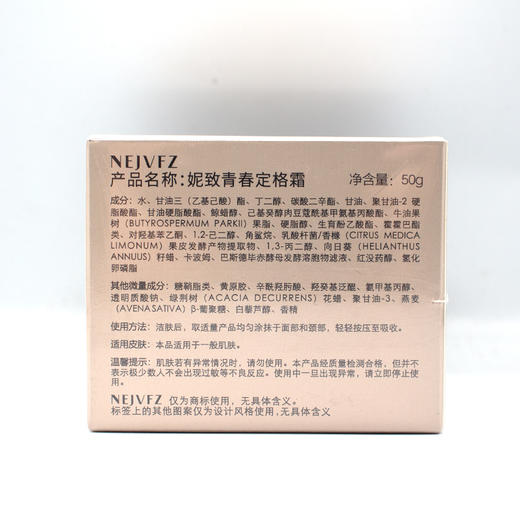 NEJVFZ
产品名称:妮致青春定格霜 净含量: 50g
成分: 水、甘油三(乙基己酸)酯、丁二醇、碳酸二辛酯、甘油、聚甘油-2 硬
脂酸酯、甘油硬脂酸酯、鲸蜡醇、己基癸醇肉豆蔻酰甲氨基丙酸酯、牛油果
树 (BUTYROSPERMUM PARKII) 果脂、硬脂醇、生育酚乙酸酯、霍霍巴酯
类、对羟基苯乙酮、1,2-己二醇、角鲨烷、乳酸杆菌/香橼 (CITRUS MEDICA
LIMONUM) 果皮发酵产物提取物、1,3-丙二醇、向日葵 (HELIANTHUS
ANNUUS) 籽蜡、卡波姆、巴斯德毕赤酵母发酵溶胞物滤液、红没药醇、氢化
卵磷脂
其他微量成分: 糖鞘脂类、黄原胶、辛酰羟肟酸、羟癸基泛醌、氨甲基丙醇、
透明质酸钠、绿荆树 (ACACIA DECURRENS) 花蜡、聚甘油-3、燕麦
(AVENASATIVA) β-葡聚糖、白藜芦醇、香精
使用方法: 洁肤后,取适量产品均匀涂抹于面部和颈部,轻轻按压至吸收。
适用皮肤: 本品适用于一般肌肤。
温馨提示: 肌肤若有异常情况时,请勿使用。本产品经质量检测合格,但并不
表示极少数人不会出现过敏等不良反应。使用中一旦出现异常,请立即停止使
用。
NEJVFZ 仅为商标使用,无具体含义。
标签上的其他图案仅为设计风格使用,无具体含义